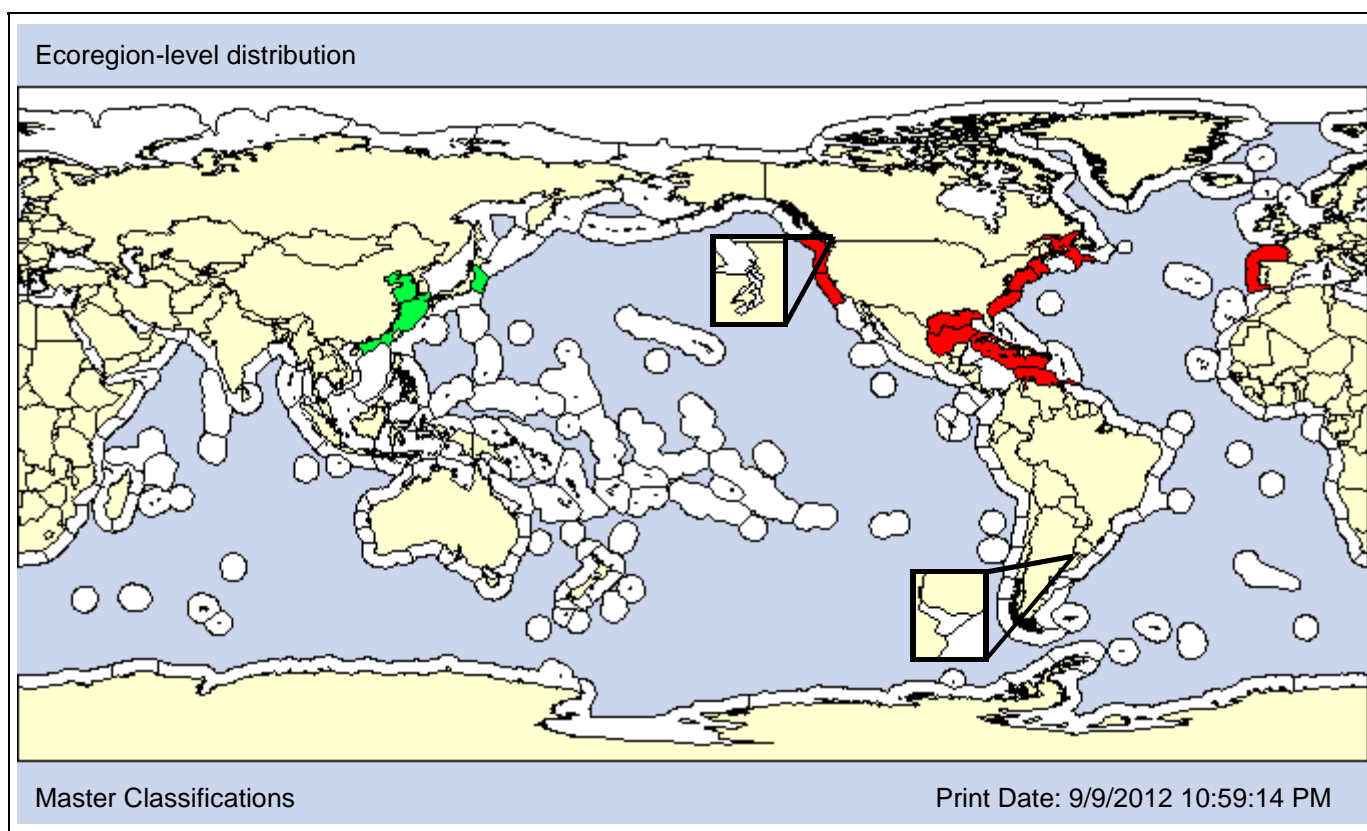 Ecoregion-level distribution
Master Classifications
Print Date: 9/9/2012 10:59:14 PM